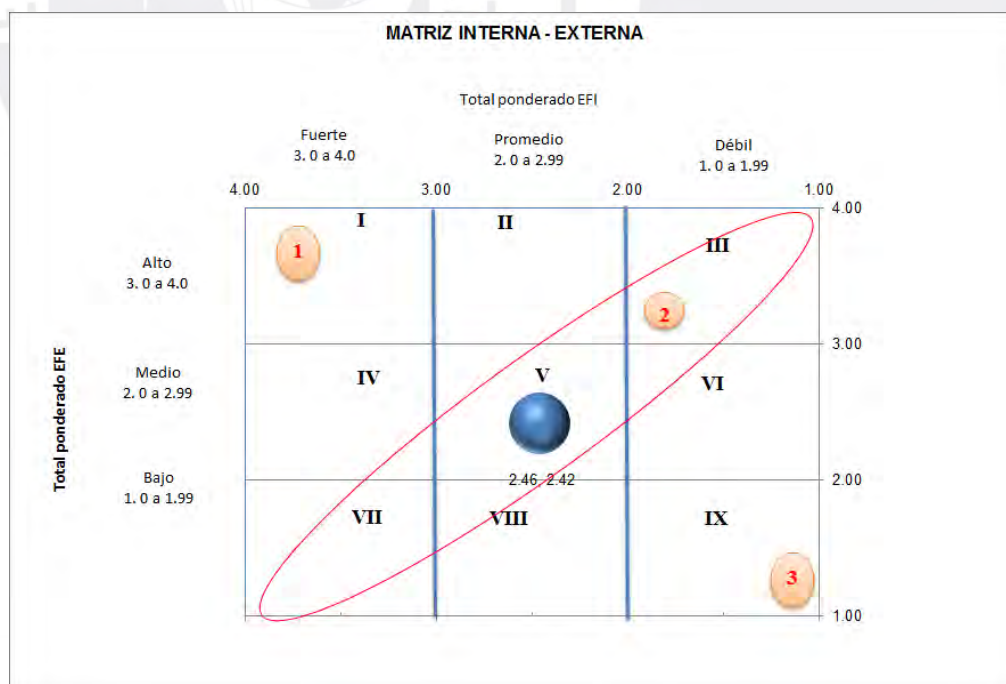 MATRIZ INTERNA - EXTERNA
Total ponderado EFI
Fuerte
3. 0 a 4.0
Promedio
2. 0 a 2.99
Débil
1. 0 a 1.99
4.00 3.00 2.00 1.00
4.00
I II III
1
Alto
3. 0 a 4.0
2
3.00
Total ponderado EFE
Medio
2. 0 a 2.99
IV V VI
Bajo
1. 0 a 1.99
2.46, 2.42
2.00
VII VIII IX
3
1.00